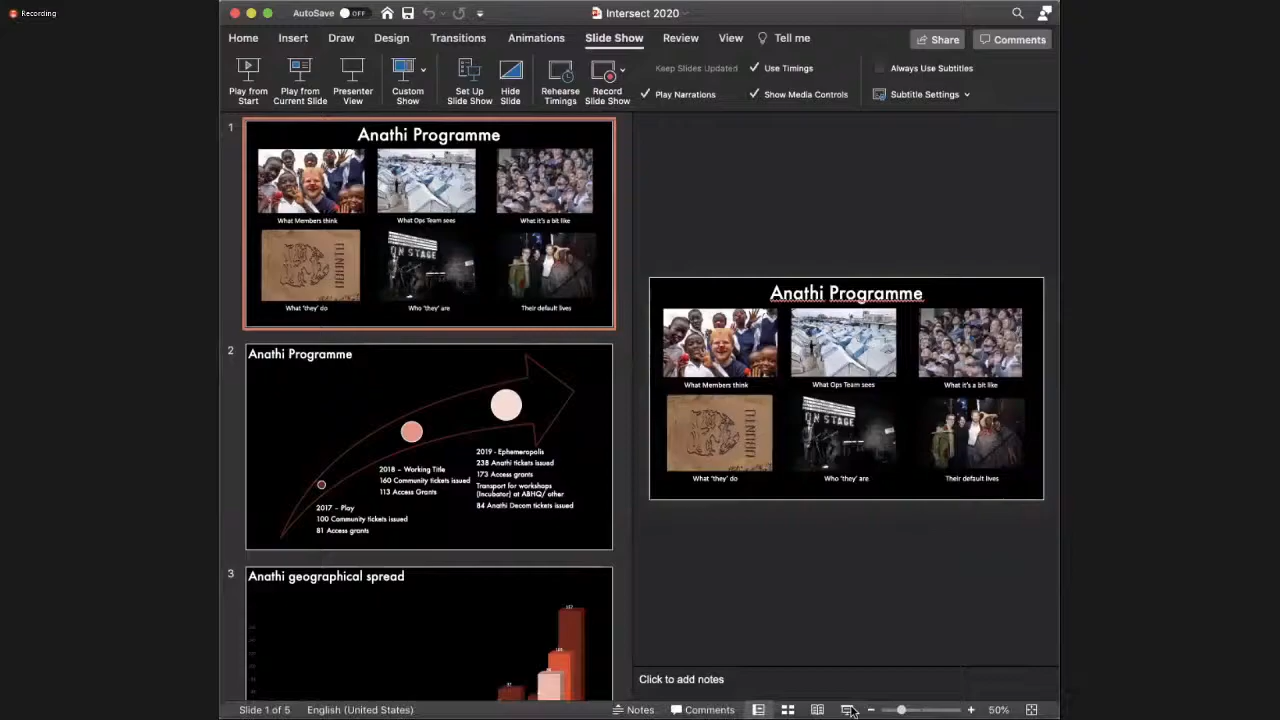 Recording
AutoSave OFF
Intersect 2020
Home Insert Draw Design Transitions Animations Slide Show Review View Tell me Share Comments
Play from Start
Play from Current Slide
Presenter View
Custom Show
Set Up Slide Show
Hide Slide
Rehearse Timings
Record Slide Show
Keep Slides Updated
Use Timings
Play Narrations
Show Media Controls
Always Use Subtitles
Subtitle Settings
1
Anathi Programme
What Members think
What Ops Team sees
What it's a bit like
UBUNTU
ON STAGE
What 'they' do
Who 'they' are
Their default lives
2
Anathi Programme
2017 – Play
100 Community tickets issued
81 Access grants
2018 – Working Title
160 Community tickets issued
113 Access Grants
2019 - Ephemeropolis
238 Anathi tickets issued
173 Access grants
Transport for workshops
(Incubator) at ABHQ/ other
84 Anathi Decom tickets issued
3
Anathi geographical spread
Anathi Programme
What Members think
What Ops Team sees
What it's a bit like
UBUNTU
ON STAGE
What 'they' do
Who 'they' are
Their default lives
Click to add notes
Slide 1 of 5
English (United States)
Notes
Comments
50%